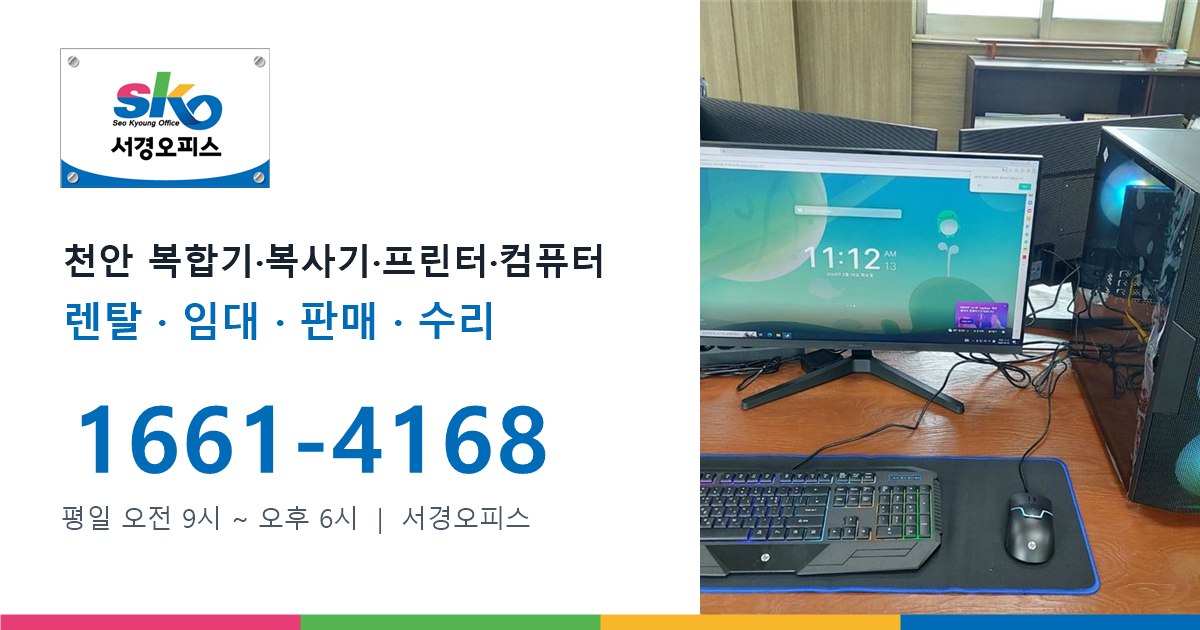 sko
Seo Kyoung Office
서경오피스
천안 복합기·복사기·프린터·컴퓨터
렌탈 · 임대 · 판매 · 수리
1661-4168
평일 오전 9시 ~ 오후 6시 | 서경오피스
11:12 AM
13
hp
hp